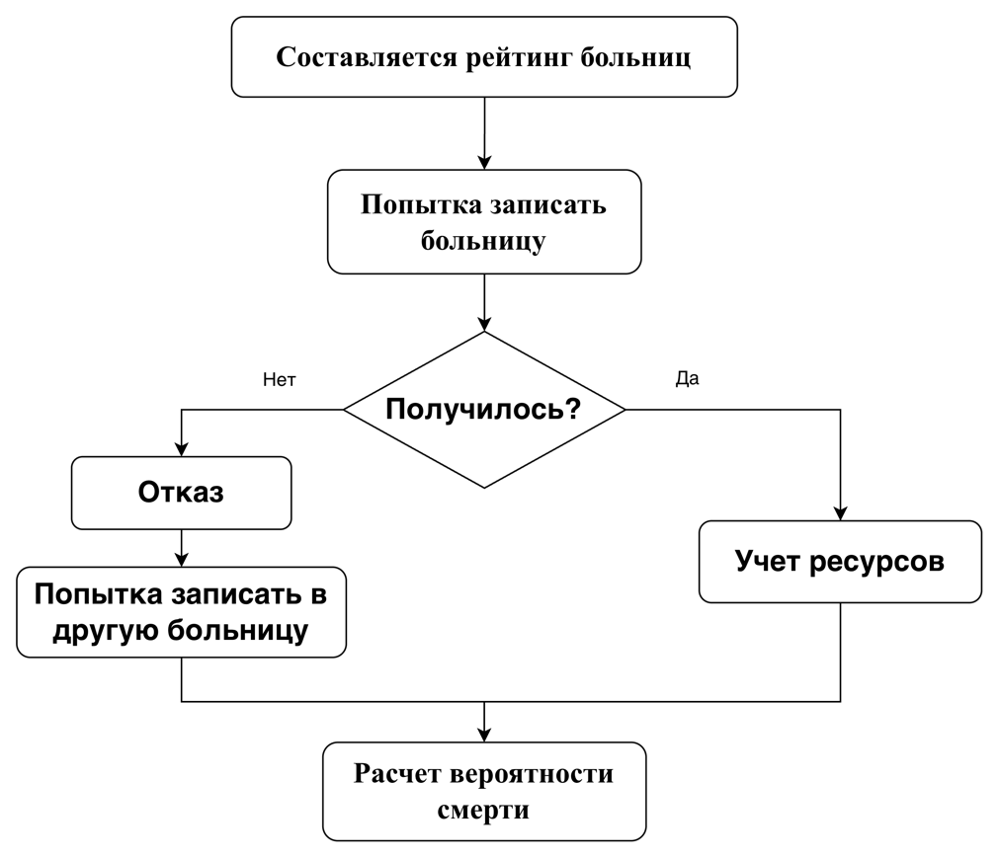 Составляется рейтинг больниц
Попытка записать
больницу
Нет
Да
Получилось?
Отказ
Учет ресурсов
Попытка записать в
другую больницу
Расчет вероятности
смерти